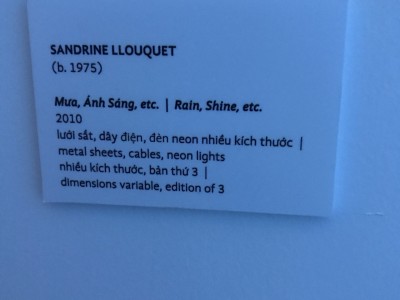 SANDRINE LLOUQUET
(b. 1975)
Mưa, Ánh Sáng, etc. | Rain, Shine, etc.
2010
lưới sắt, dây điện, đèn neon nhiều kích thước |
metal sheets, cables, neon lights
nhiều kích thước, bản thứ 3 |
dimensions variable, edition of 3